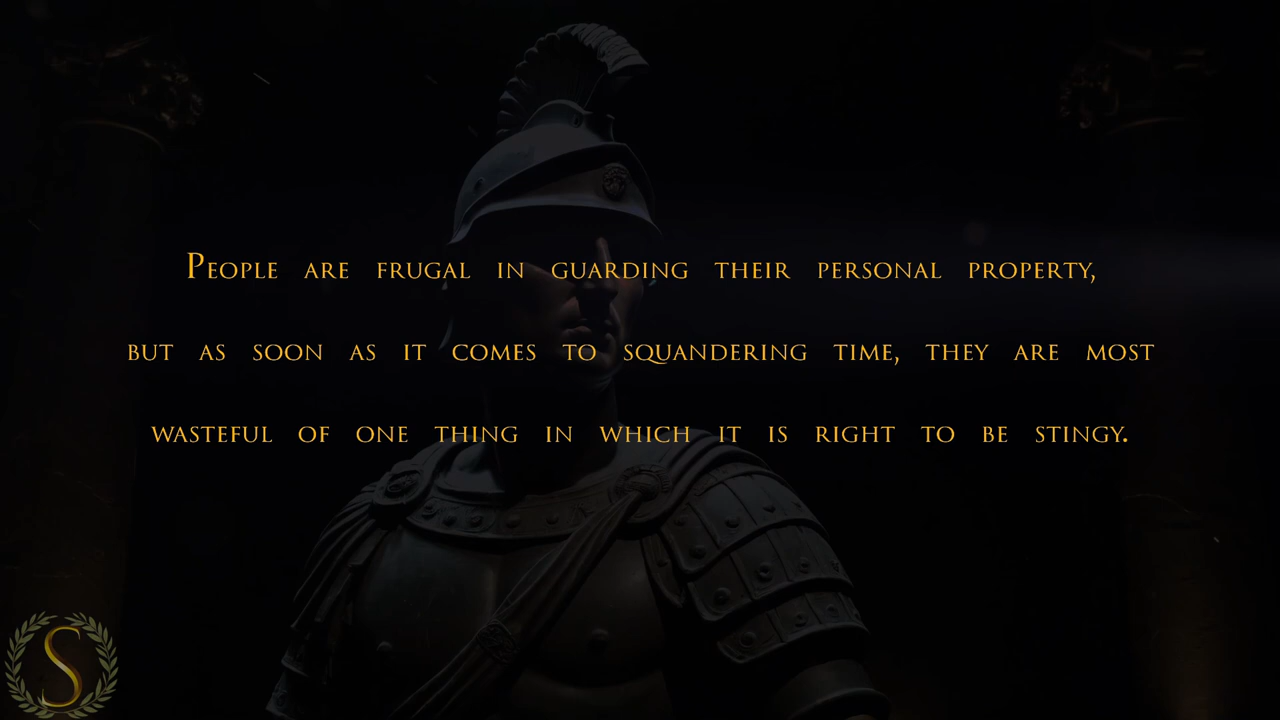 People are frugal in guarding their personal property,
but as soon as it comes to squandering time, they are most
wasteful of one thing in which it is right to be stingy.
S